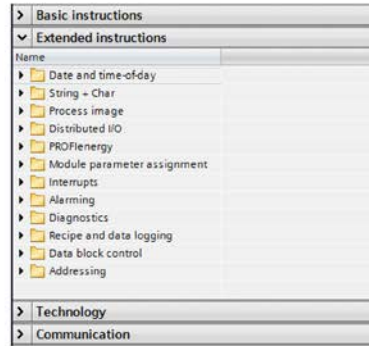 Basic instructions
Extended instructions
Name
Date and time-of-day
String + Char
Process image
Distributed I/O
PROFIenergy
Module parameter assignment
Interrupts
Alarming
Diagnostics
Recipe and data logging
Data block control
Addressing
Technology
Communication